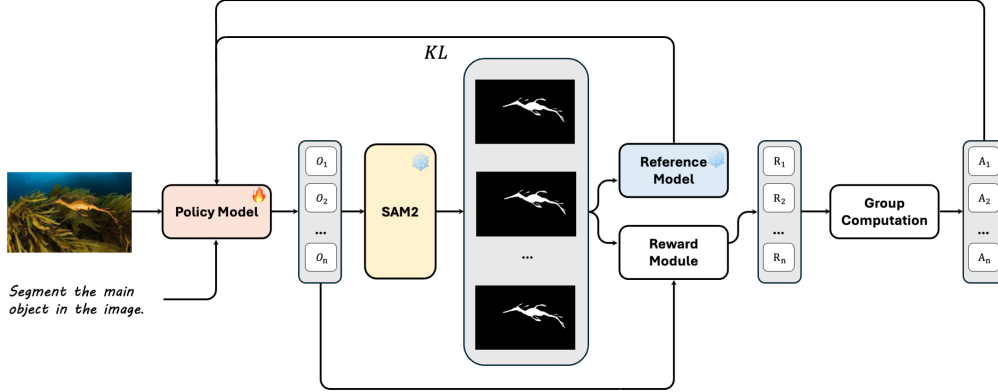 KL
Segment the main
object in the image.
Policy Model
O₁
O₂
...
Oₙ
SAM2
...
Reference
Model
Reward
Module
R₁
R₂
...
Rₙ
Group
Computation
A₁
A₂
...
Aₙ